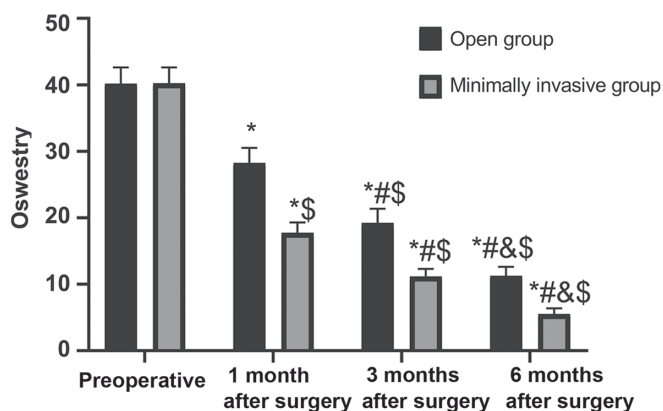 50
40
30
20
10
0
Oswestry
Open group
Minimally invasive group
*
*$
*#$
*#$
*#&$
*#&$
Preoperative
1 month
after surgery
3 months
after surgery
6 months
after surgery